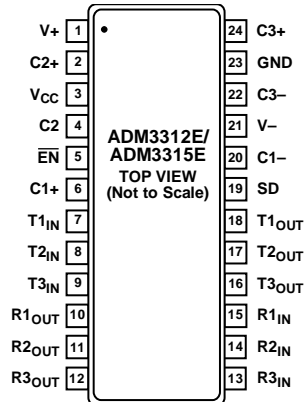 V+ 1 24 C3+
C2+ 2 23 GND
VCC 3 22 C3–
C2 4 21 V–
EN 5 20 C1–
C1+ 6 19 SD
T1IN 7 18 T1OUT
T2IN 8 17 T2OUT
T3IN 9 16 T3OUT
R1OUT 10 15 R1IN
R2OUT 11 14 R2IN
R3OUT 12 13 R3IN
ADM3312E/
ADM3315E
TOP VIEW
(Not to Scale)